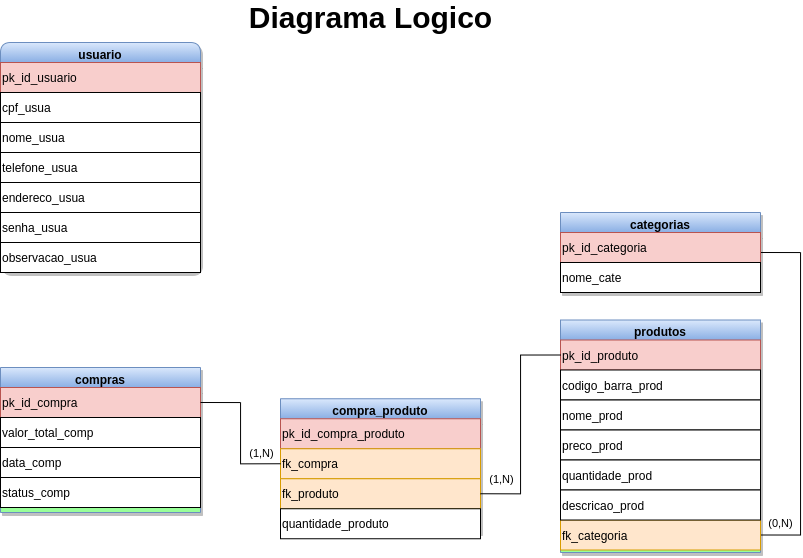 Diagrama Logico
usuario
pk_id_usuario
cpf_usua
nome_usua
telefone_usua
endereco_usua
senha_usua
observacao_usua
categorias
pk_id_categoria
nome_cate
produtos
pk_id_produto
codigo_barra_prod
nome_prod
preco_prod
quantidade_prod
descricao_prod
fk_categoria
(0,N)
compras
pk_id_compra
valor_total_comp
data_comp
status_comp
(1,N)
compra_produto
pk_id_compra_produto
fk_compra
fk_produto
quantidade_produto
(1,N)